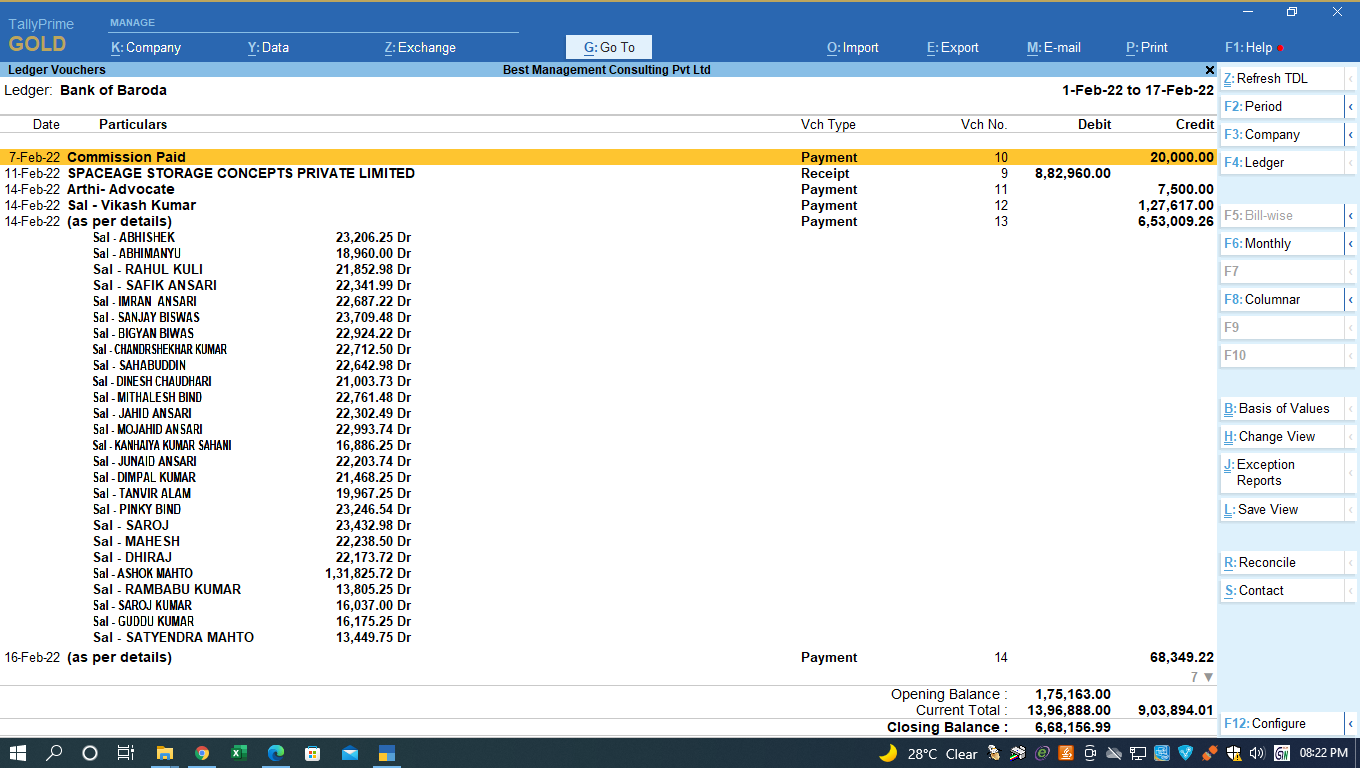 TallyPrime
GOLD
MANAGE
K: Company Y: Data Z: Exchange G: Go To O: Import E: Export M: E-mail P: Print F1: Help
Ledger Vouchers Best Management Consulting Pvt Ltd
Ledger: Bank of Baroda 1-Feb-22 to 17-Feb-22
Date Particulars Vch Type Vch No. Debit Credit
7-Feb-22 Commission Paid Payment 10 20,000.00
11-Feb-22 SPACEAGE STORAGE CONCEPTS PRIVATE LIMITED Receipt 9 8,82,960.00
14-Feb-22 Arthi- Advocate Payment 11 7,500.00
14-Feb-22 Sal - Vikash Kumar Payment 12 1,27,617.00
14-Feb-22 (as per details) Payment 13 6,53,009.26
Sal - ABHISHEK 23,206.25 Dr
Sal - ABHIMANYU 18,960.00 Dr
Sal - RAHUL KULI 21,852.98 Dr
Sal - SAFIK ANSARI 22,341.99 Dr
Sal - IMRAN ANSARI 22,687.22 Dr
Sal - SANJAY BISWAS 23,709.48 Dr
Sal - BIGYAN BIWAS 22,924.22 Dr
Sal - CHANDRSHEKHAR KUMAR 22,712.50 Dr
Sal - SAHABUDDIN 22,642.98 Dr
Sal - DINESH CHAUDHARI 21,003.73 Dr
Sal - MITHALESH BIND 22,761.48 Dr
Sal - JAHID ANSARI 22,302.49 Dr
Sal - MOJAHID ANSARI 22,993.74 Dr
Sal - KANHAIYA KUMAR SAHANI 16,886.25 Dr
Sal - JUNAID ANSARI 22,203.74 Dr
Sal - DIMPAL KUMAR 21,468.25 Dr
Sal - TANVIR ALAM 19,967.25 Dr
Sal - PINKY BIND 23,246.54 Dr
Sal - SAROJ 23,432.98 Dr
Sal - MAHESH 22,238.50 Dr
Sal - DHIRAJ 22,173.72 Dr
Sal - ASHOK MAHTO 1,31,825.72 Dr
Sal - RAMBABU KUMAR 13,805.25 Dr
Sal - SAROJ KUMAR 16,037.00 Dr
Sal - GUDDU KUMAR 16,175.25 Dr
Sal - SATYENDRA MAHTO 13,449.75 Dr
16-Feb-22 (as per details) Payment 14 68,349.22
7 ▼
Opening Balance : 1,75,163.00
Current Total : 13,96,888.00 9,03,894.01
Closing Balance : 6,68,156.99
Z: Refresh TDL
F2: Period
F3: Company
F4: Ledger
F5: Bill-wise
F6: Monthly
F7
F8: Columnar
F9
F10
B: Basis of Values
H: Change View
J: Exception
Reports
L: Save View
R: Reconcile
S: Contact
F12: Configure
28°C Clear 08:22 PM